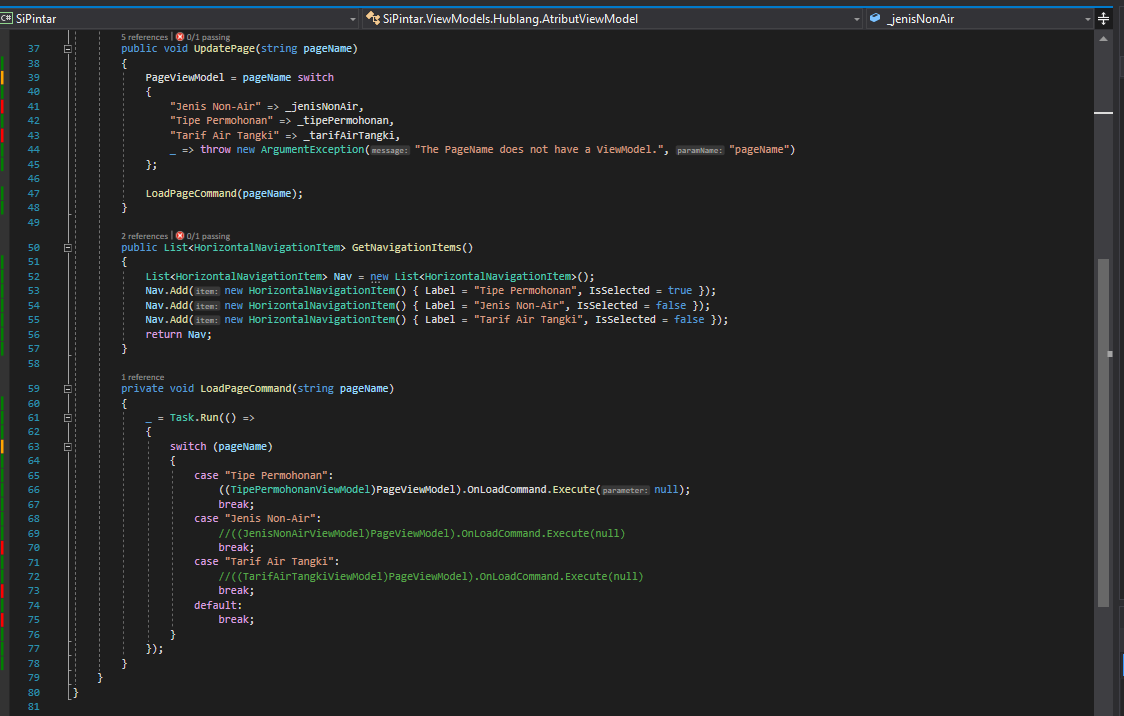 C# SiPintar SiPintar.ViewModels.Hublang.AtributViewModel _jenisNonAir
5 references | 0/1 passing
37 public void UpdatePage(string pageName)
38 {
39 PageViewModel = pageName switch
40 {
41 "Jenis Non-Air" => _jenisNonAir,
42 "Tipe Permohonan" => _tipePermohonan,
43 "Tarif Air Tangki" => _tarifAirTangki,
44 _ => throw new ArgumentException(message: "The PageName does not have a ViewModel.", paramName: "pageName")
45 };
46
47 LoadPageCommand(pageName);
48 }
49
2 references | 0/1 passing
50 public List<HorizontalNavigationItem> GetNavigationItems()
51 {
52 List<HorizontalNavigationItem> Nav = new List<HorizontalNavigationItem>();
53 Nav.Add(item: new HorizontalNavigationItem() { Label = "Tipe Permohonan", IsSelected = true });
54 Nav.Add(item: new HorizontalNavigationItem() { Label = "Jenis Non-Air", IsSelected = false });
55 Nav.Add(item: new HorizontalNavigationItem() { Label = "Tarif Air Tangki", IsSelected = false });
56 return Nav;
57 }
58
1 reference
59 private void LoadPageCommand(string pageName)
60 {
61 _ = Task.Run(() =>
62 {
63 switch (pageName)
64 {
65 case "Tipe Permohonan":
66 ((TipePermohonanViewModel)PageViewModel).OnLoadCommand.Execute(parameter: null);
67 break;
68 case "Jenis Non-Air":
69 //((JenisNonAirViewModel)PageViewModel).OnLoadCommand.Execute(null)
70 break;
71 case "Tarif Air Tangki":
72 //((TarifAirTangkiViewModel)PageViewModel).OnLoadCommand.Execute(null)
73 break;
74 default:
75 break;
76 }
77 });
78 }
79 }
80 }
81